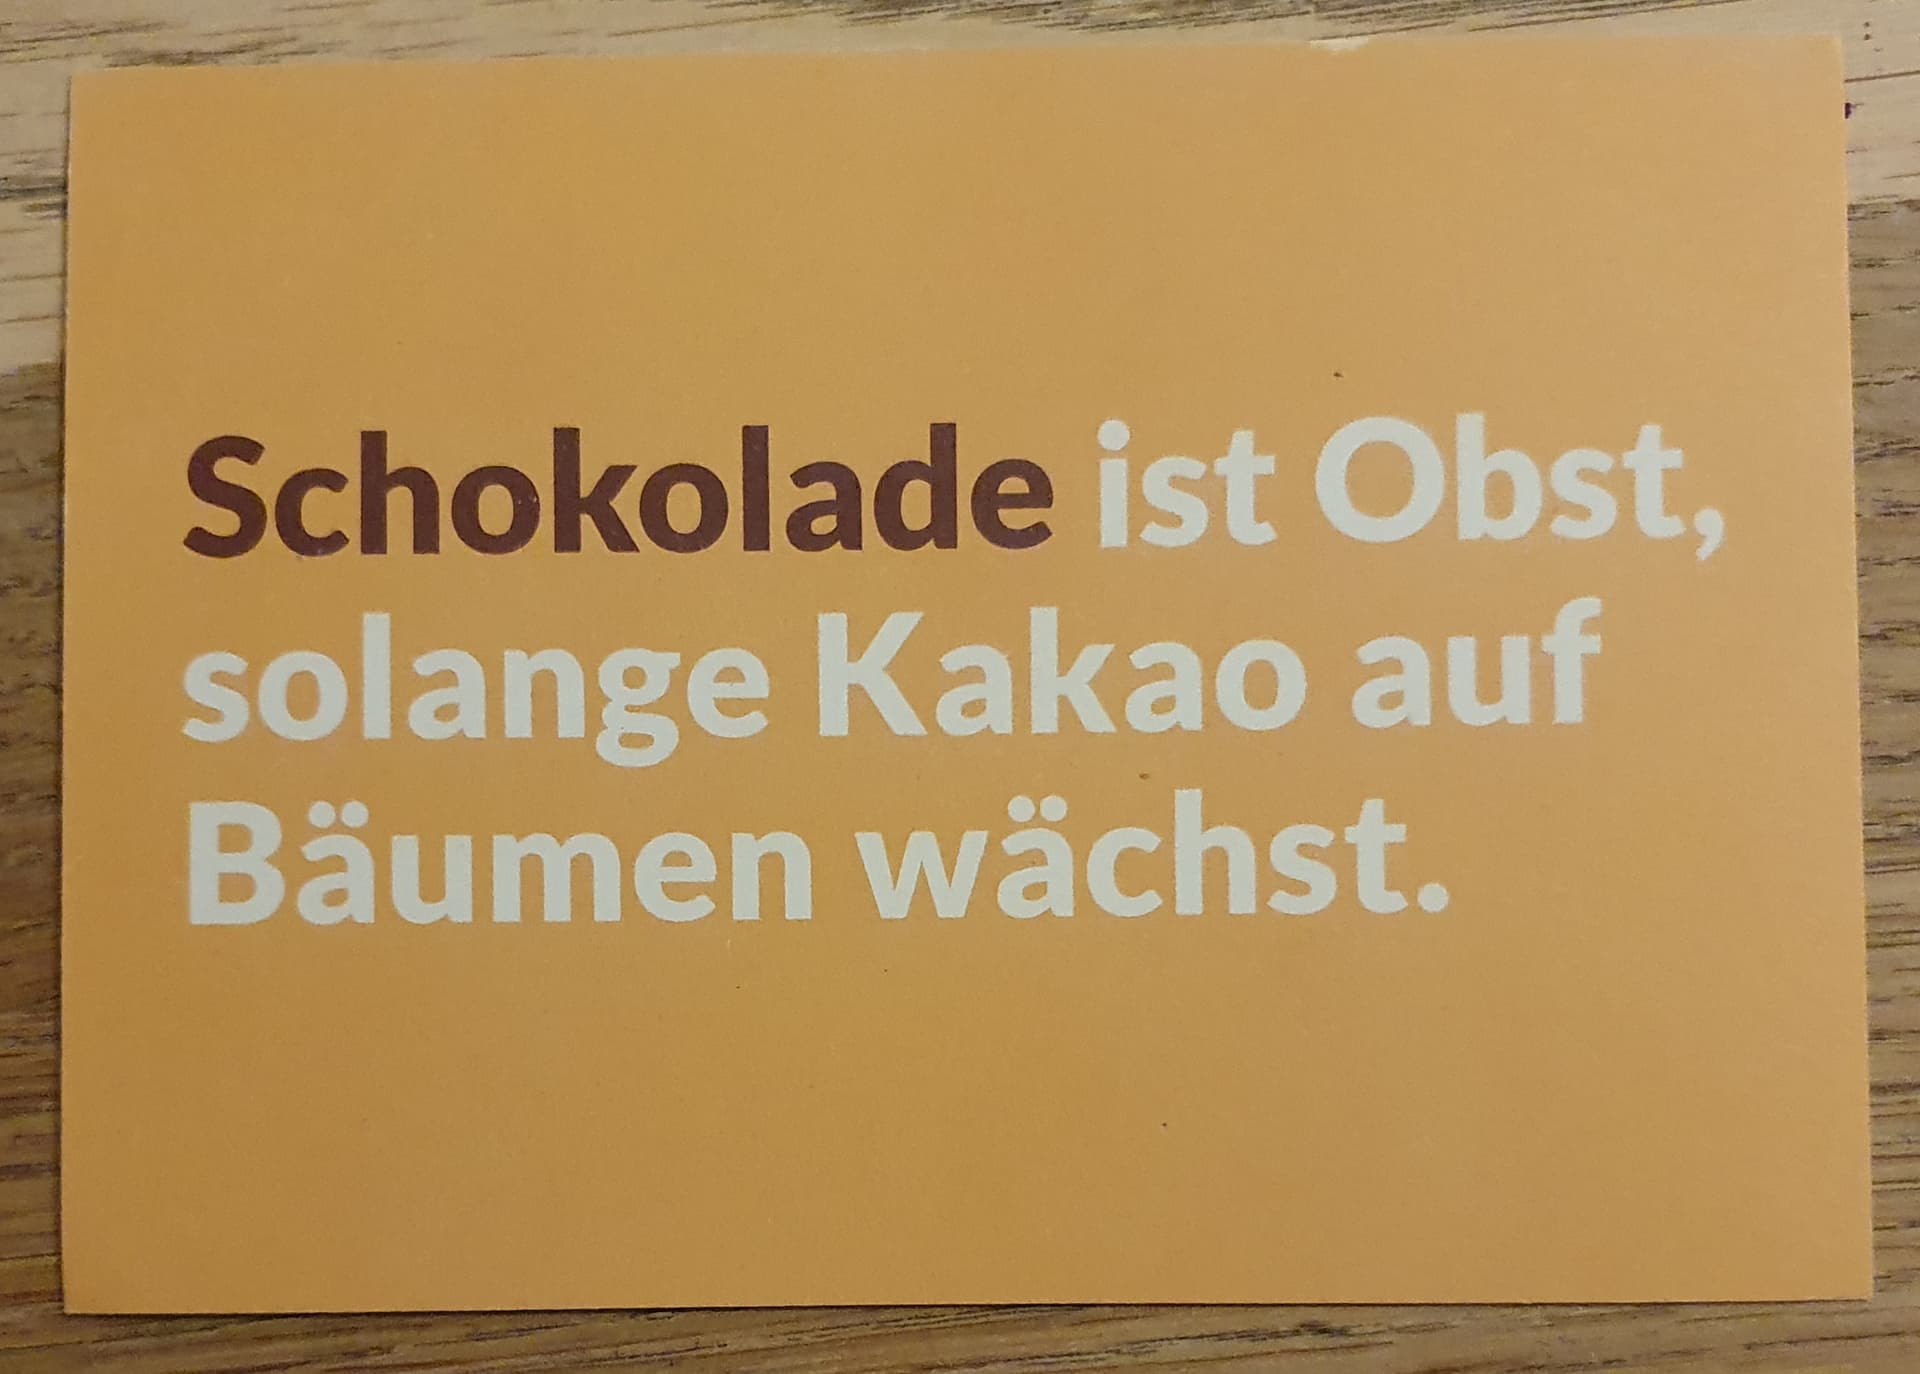 Schokolade ist Obst,
solange Kakao auf
Bäumen wächst.